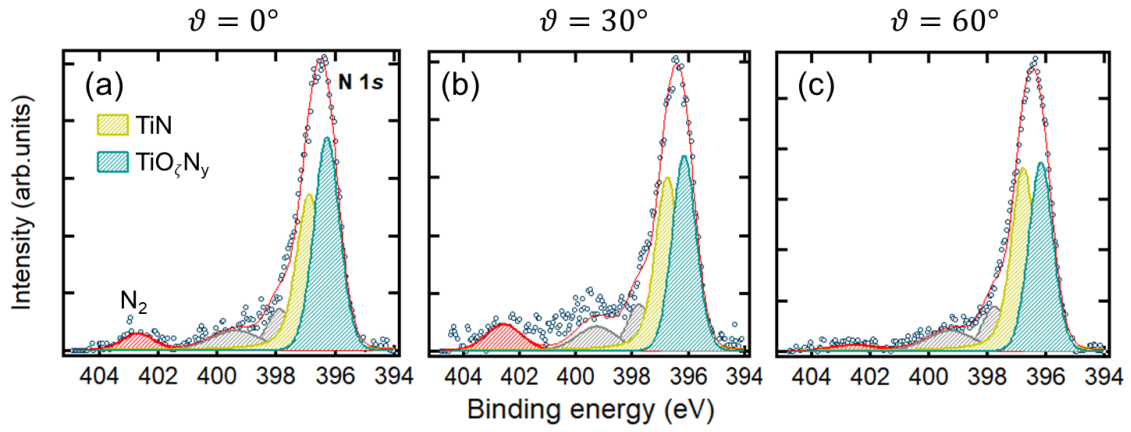 ϑ = 0° ϑ = 30° ϑ = 60°
(a) N 1s (b) (c)
TiN
TiOζNy
N2
Intensity (arb.units)
404 402 400 398 396 394 404 402 400 398 396 394 404 402 400 398 396 394
Binding energy (eV)